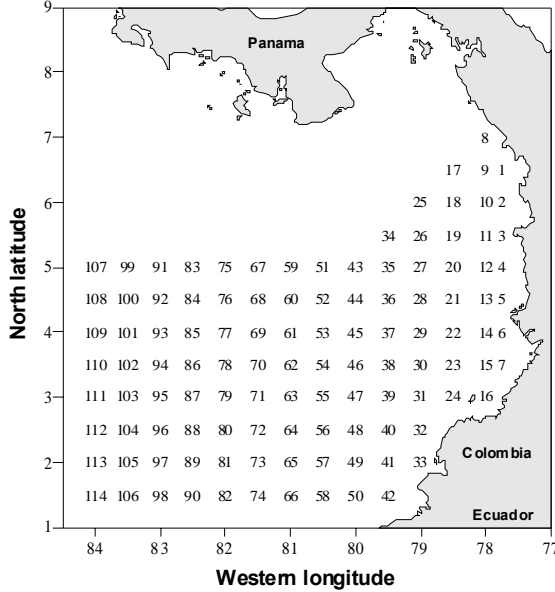 9
Panama
8
8
7
17 9 1
6
25 18 10 2
34 26 19 11 3
5
107 99 91 83 75 67 59 51 43 35 27 20 12 4
108 100 92 84 76 68 60 52 44 36 28 21 13 5
4
109 101 93 85 77 69 61 53 45 37 29 22 14 6
110 102 94 86 78 70 62 54 46 38 30 23 15 7
3
111 103 95 87 79 71 63 55 47 39 31 24 16
112 104 96 88 80 72 64 56 48 40 32
Colombia
2
113 105 97 89 81 73 65 57 49 41 33
114 106 98 90 82 74 66 58 50 42
Ecuador
1
84 83 82 81 80 79 78 77
North latitude
Western longitude